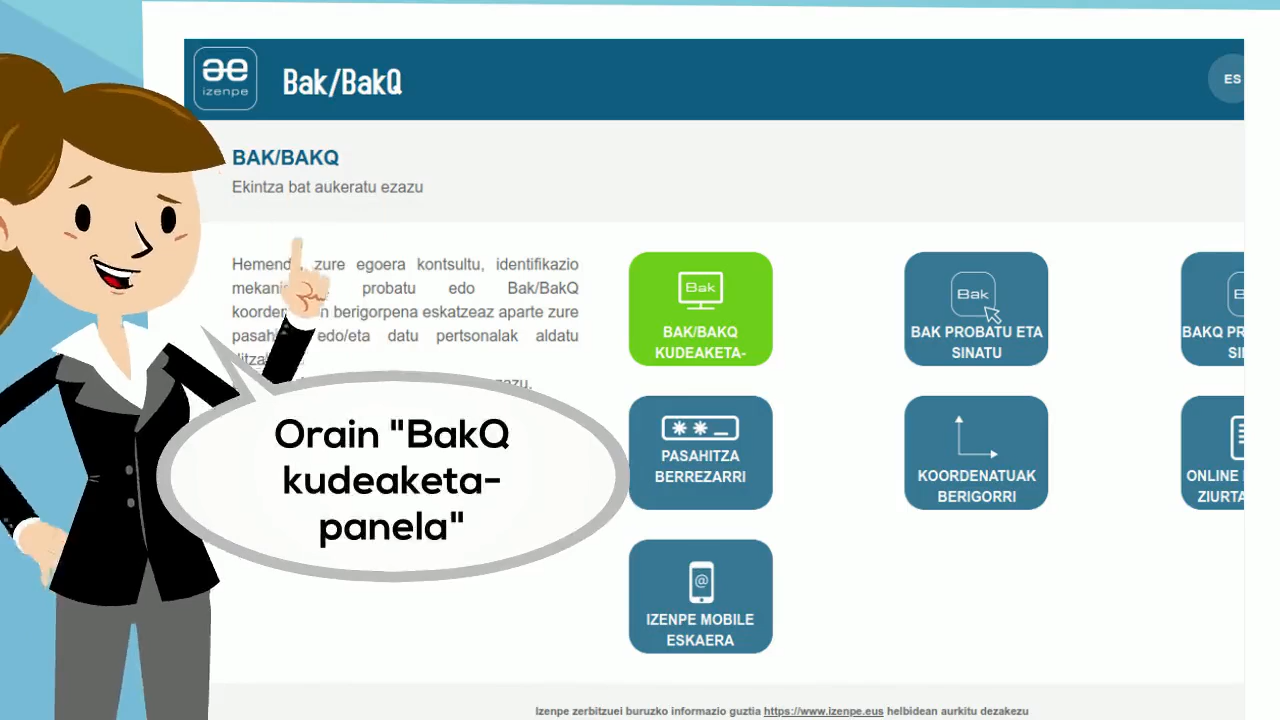 izenpe
Bak/BakQ
ES
BAK/BAKQ
Ekintza bat aukeratu ezazu
zure egoera kontsultu, identifikazio
probatu edo Bak/BakQ
berigorpena eskatzeaz aparte zure
edo/eta datu pertsonalak aldatu
Orain "BakQ
kudeaketa-
panela"
Bak
BAK/BAKQ
KUDEAKETA-
Bak
BAK PROBATU ETA
SINATU
BAKQ
PASAHITZA
BERREZARRI
KOORDENATUAK
BERIGORRI
ONLINE
IZENPE MOBILE
ESKAERA
Izenpe zerbitzuei buruzko informazio guztia https://www.izenpe.eus helbidean aurkitu dezakezu